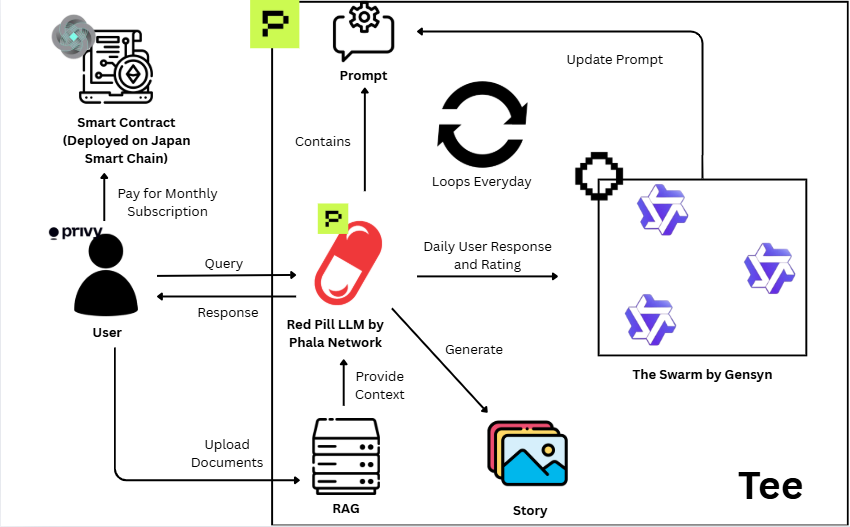 Prompt
Update Prompt
Smart Contract
(Deployed on Japan
Smart Chain)
Contains
Loops Everyday
Pay for Monthly
Subscription
privy
Query
Response
User
Daily User Response
and Rating
Red Pill LLM by
Phala Network
Generate
The Swarm by Gensyn
Provide
Context
Upload
Documents
RAG
Story
Tee